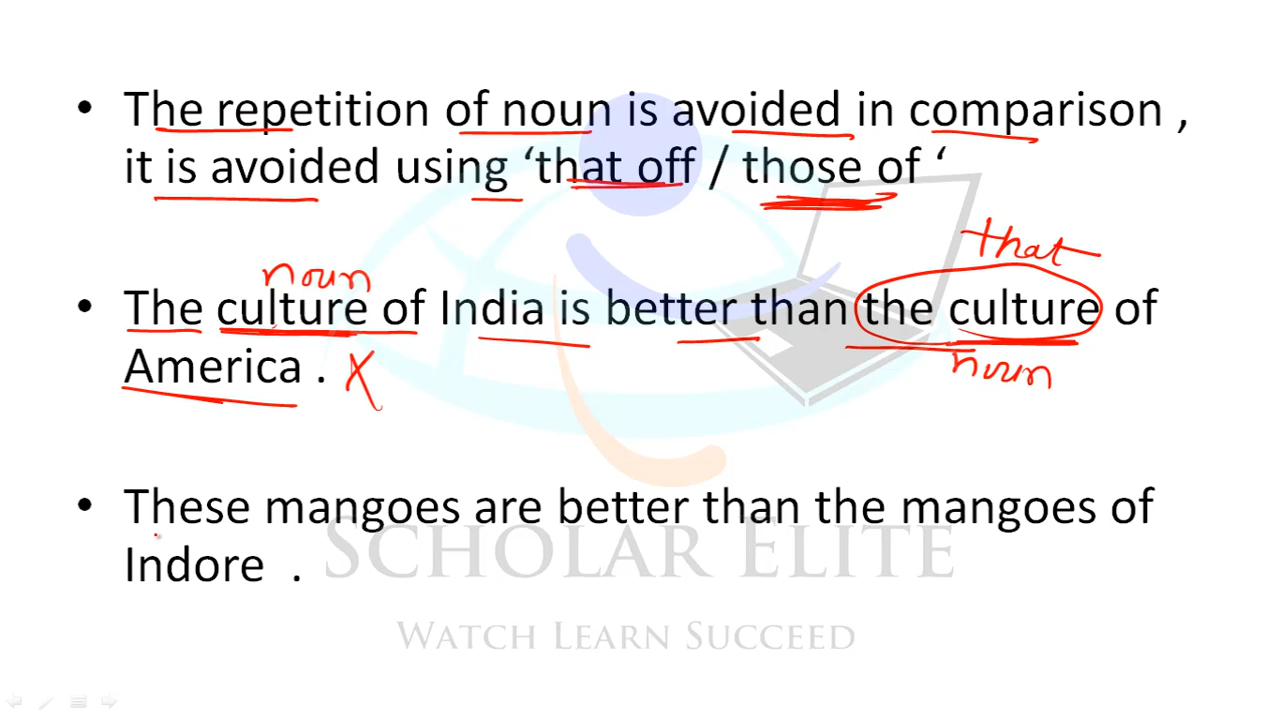 • The repetition of noun is avoided in comparison ,
it is avoided using ‘that off / those of ‘
that
noun
• The culture of India is better than the culture of
noun
America . X
• These mangoes are better than the mangoes of
Indore .
SCHOLAR ELITE
WATCH LEARN SUCCEED